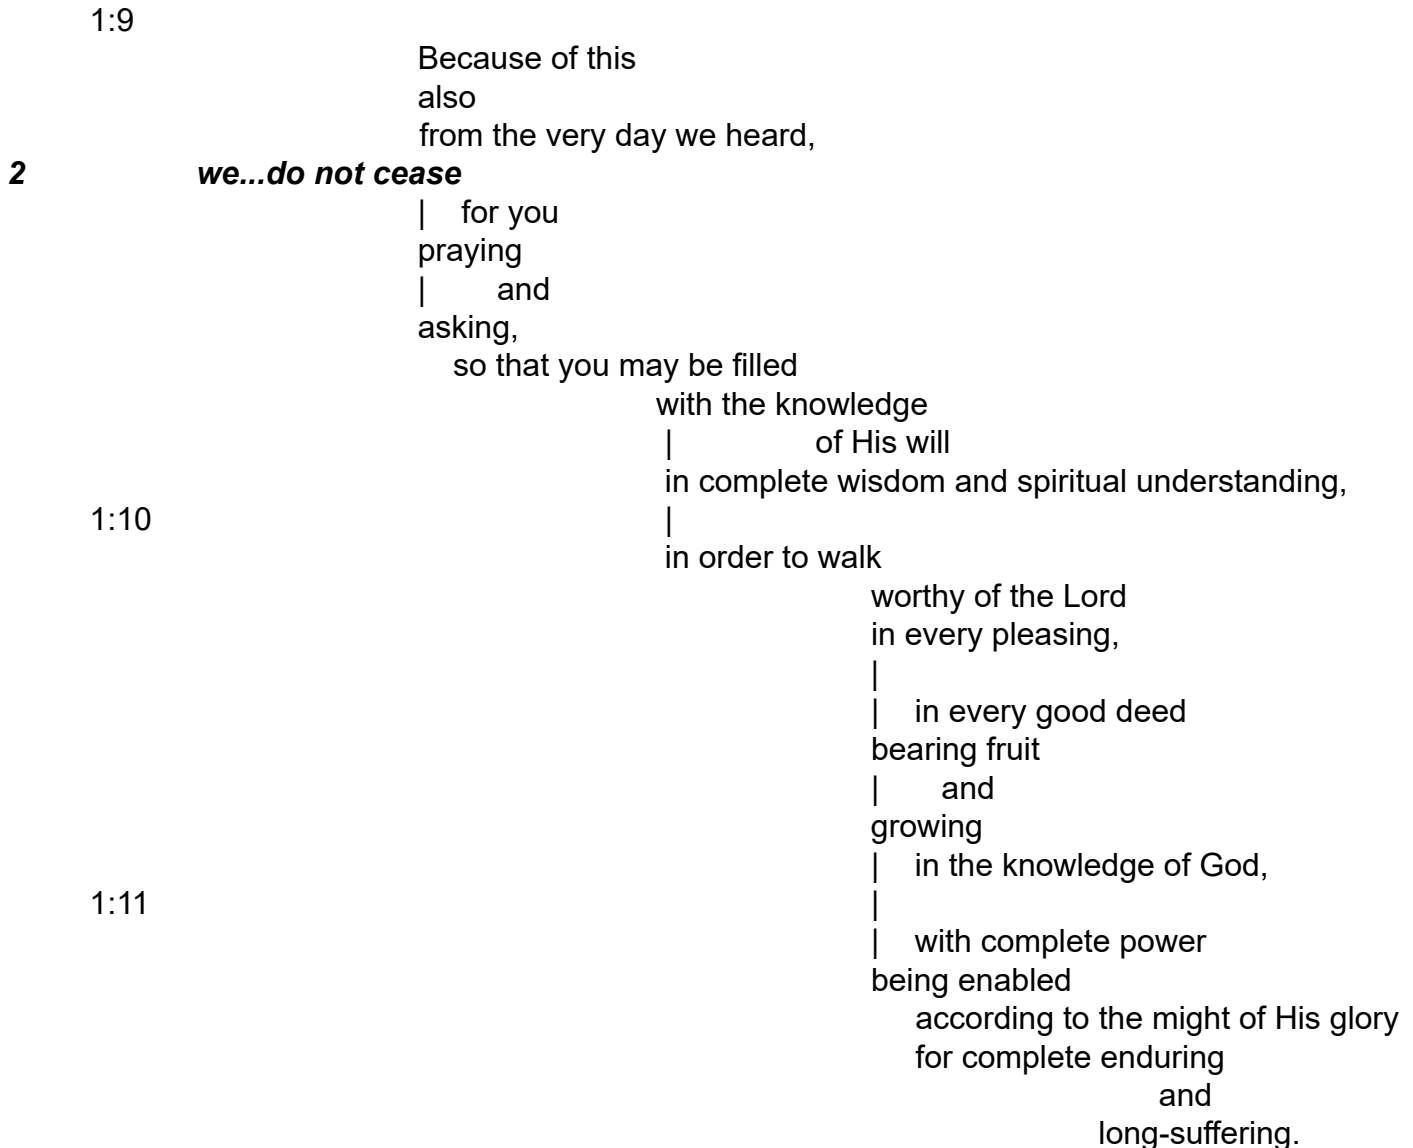 1:9
Because of this
also
from the very day we heard,
2 we...do not cease
| for you
praying
| and
asking,
so that you may be filled
with the knowledge
| of His will
in complete wisdom and spiritual understanding,
1:10 |
in order to walk
worthy of the Lord
in every pleasing,
|
| in every good deed
bearing fruit
| and
growing
| in the knowledge of God,
1:11 |
| with complete power
being enabled
according to the might of His glory
for complete enduring
and
long-suffering.